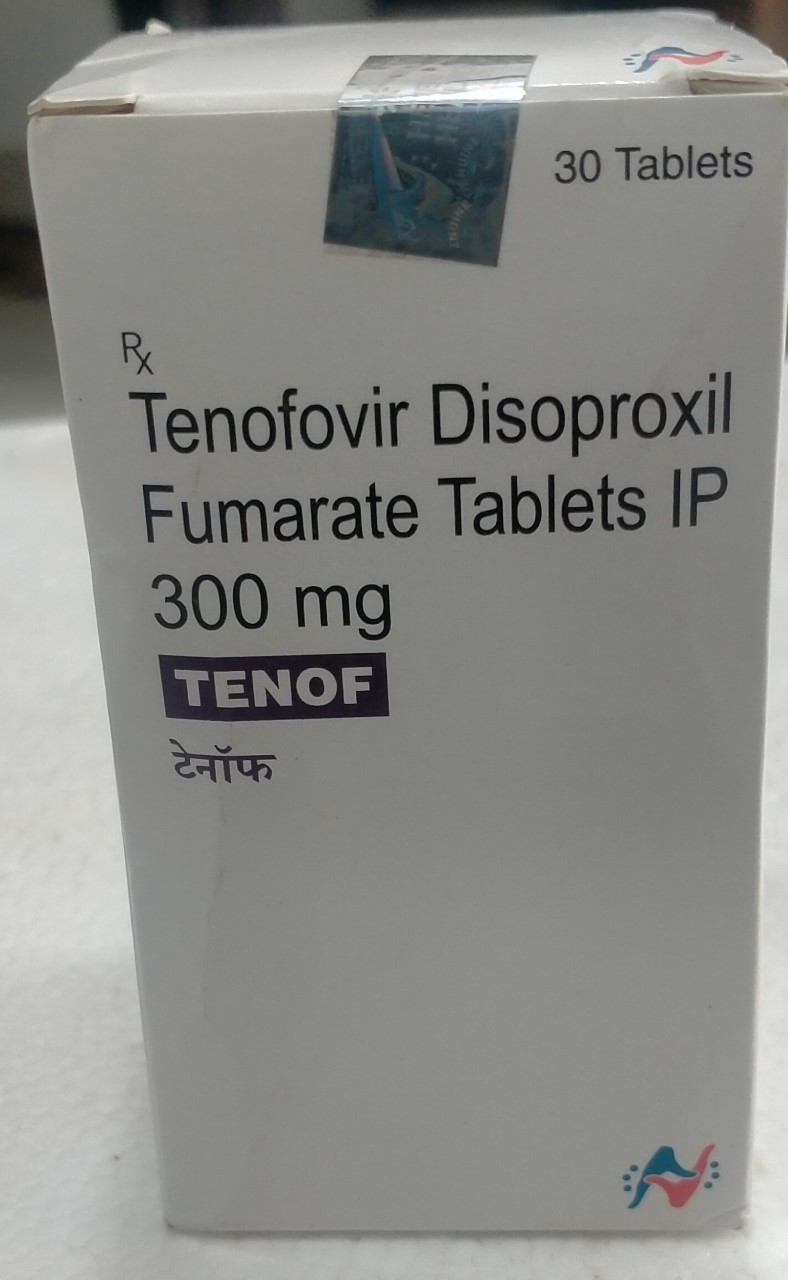 30 Tablets
Rx
Tenofovir Disoproxil
Fumarate Tablets IP
300 mg
TENOF
टेनॉफ